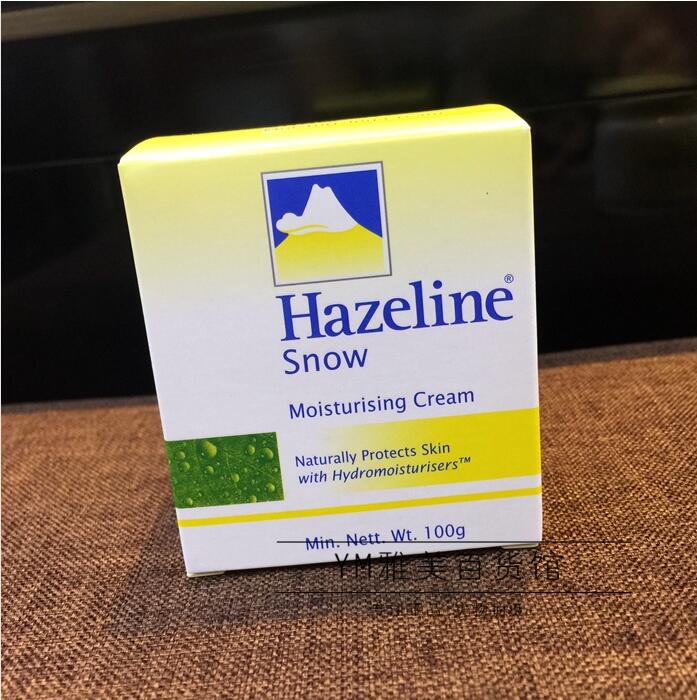 Hazeline®
Snow
Moisturising Cream
Naturally Protects Skin
with Hydromoisturisers™
Min. Nett. Wt. 100g
YM雅美百货馆